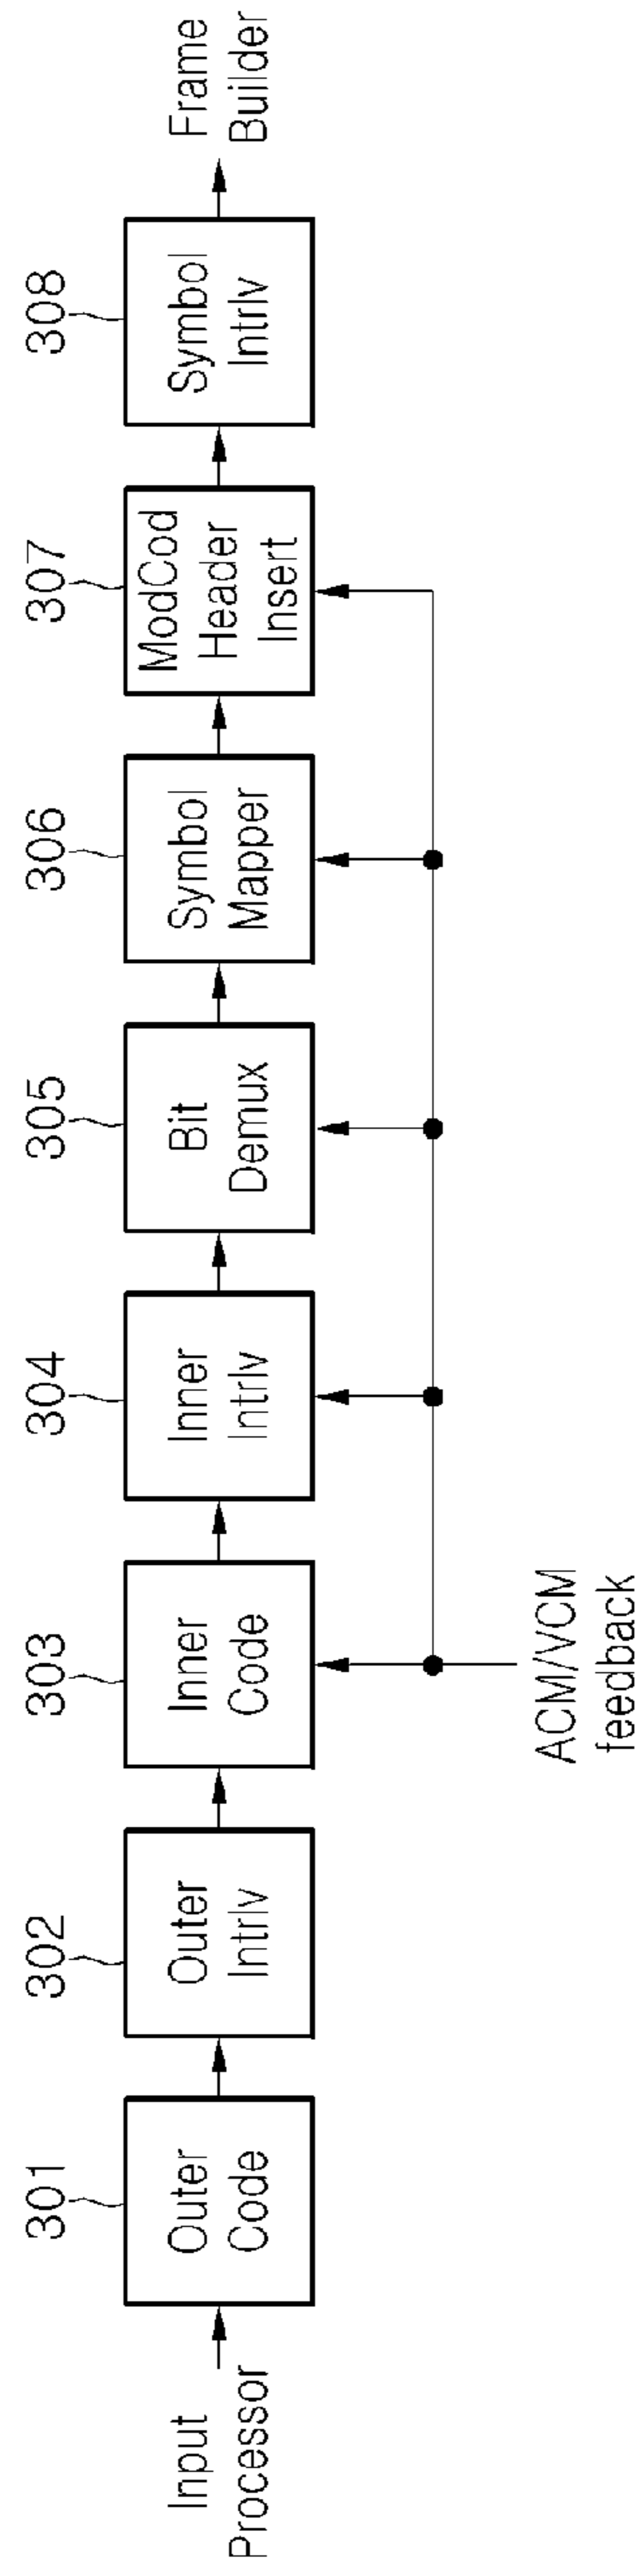 Input
Processor
301
Outer
Code
302
Outer
Intrlv
303
Inner
Code
304
Inner
Intrlv
305
Bit
Demux
306
Symbol
Mapper
307
ModCod
Header
Insert
308
Symbol
Intrlv
Frame
Builder
ACM/VCM
feedback